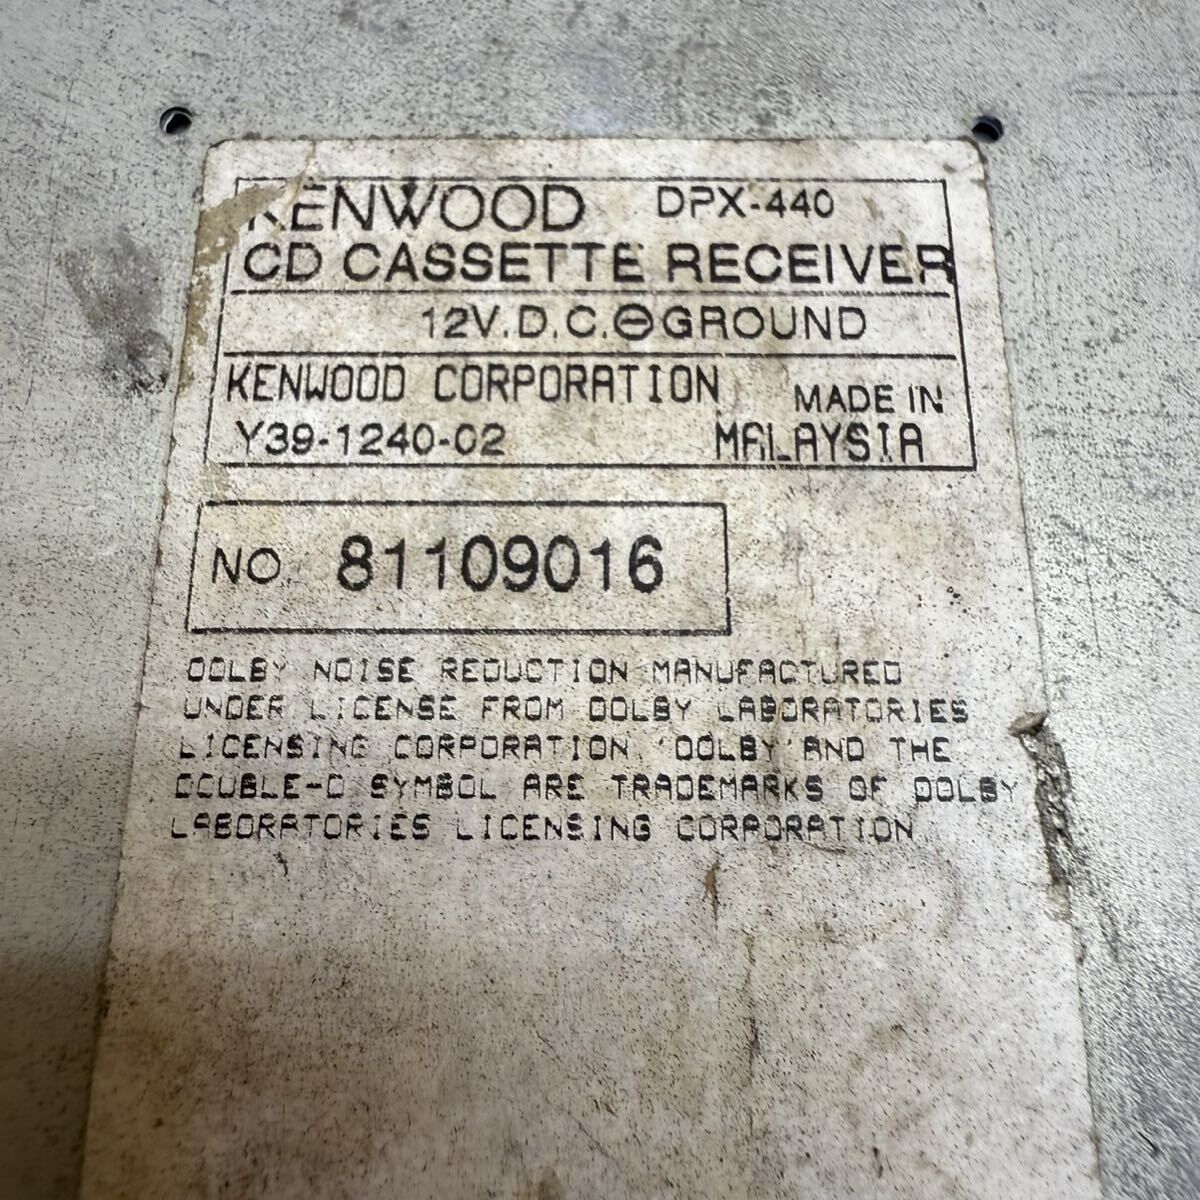 KENWOOD DPX-440
CD CASSETTE RECEIVER
12V.D.C.⊖GROUND
KENWOOD CORPORATION MADE IN
Y39-1240-02 MALAYSIA
NO. 81109016
DOLBY NOISE REDUCTION MANUFACTURED
UNDER LICENSE FROM DOLBY LABORATORIES
LICENSING CORPORATION. 'DOLBY' AND THE
DOUBLE-D SYMBOL ARE TRADEMARKS OF DOLBY
LABORATORIES LICENSING CORPORATION